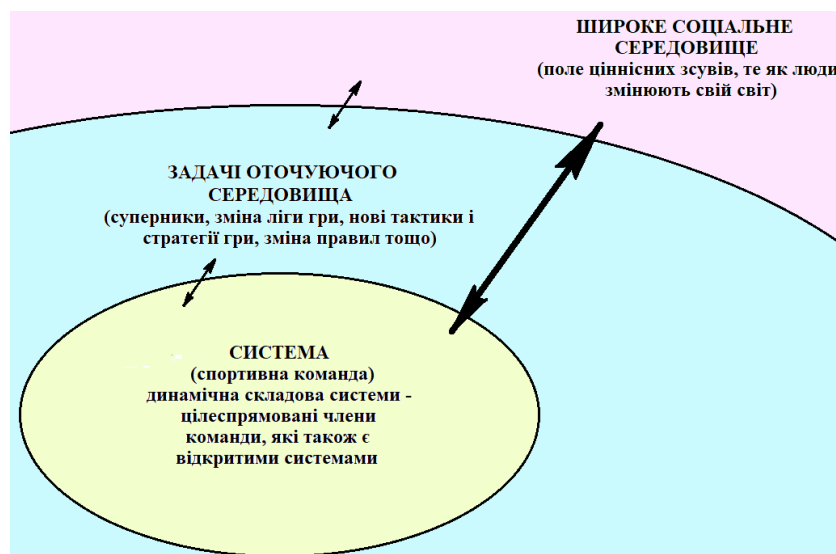 ШИРОКЕ СОЦІАЛЬНЕ
СЕРЕДОВИЩЕ
(поле ціннісних зсувів, те як люди
змінюють свій світ)
ЗАДАЧІ ОТОЧУЮЧОГО
СЕРЕДОВИЩА
(суперники, зміна ліги гри, нові тактики і
стратегії гри, зміна правил тощо)
СИСТЕМА
(спортивна команда)
динамічна складова системи -
цілеспрямовані члени
команди, які також є
відкритими системами